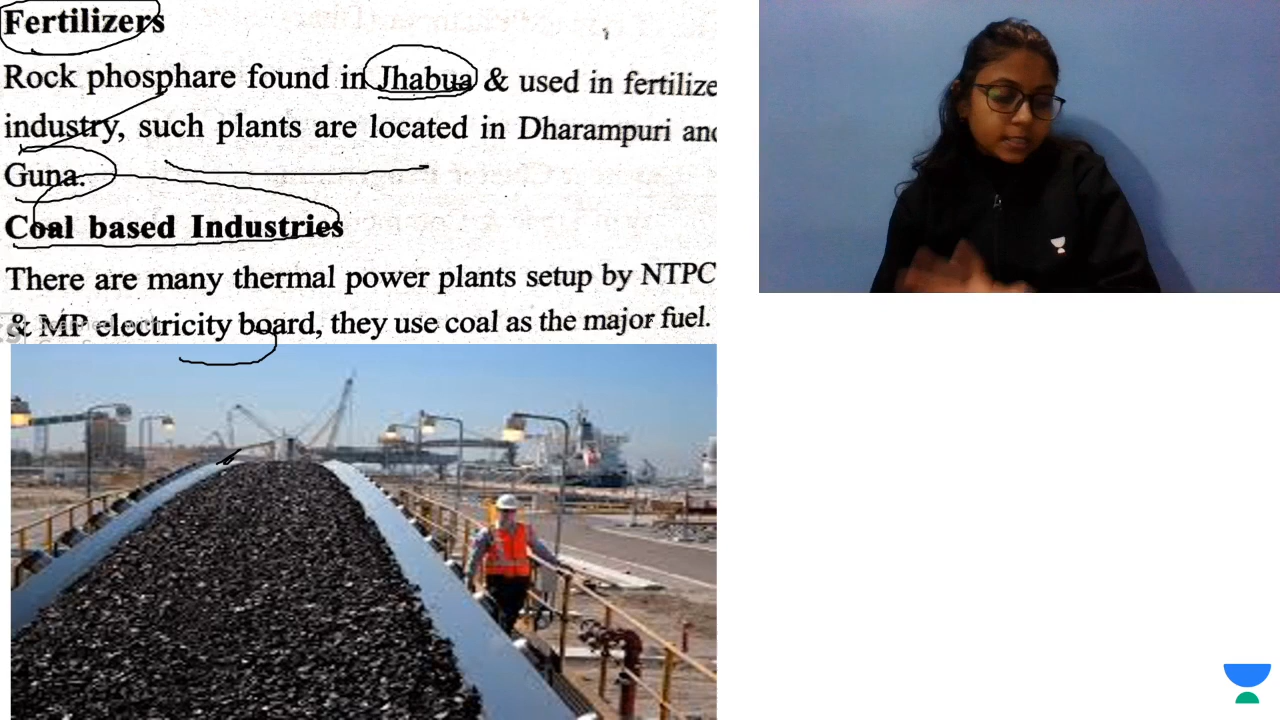 Fertilizers
Rock phosphare found in Jhabua & used in fertilize
industry, such plants are located in Dharampuri and
Guna.
Coal based Industries
There are many thermal power plants setup by NTPC
& MP electricity board, they use coal as the major fuel.